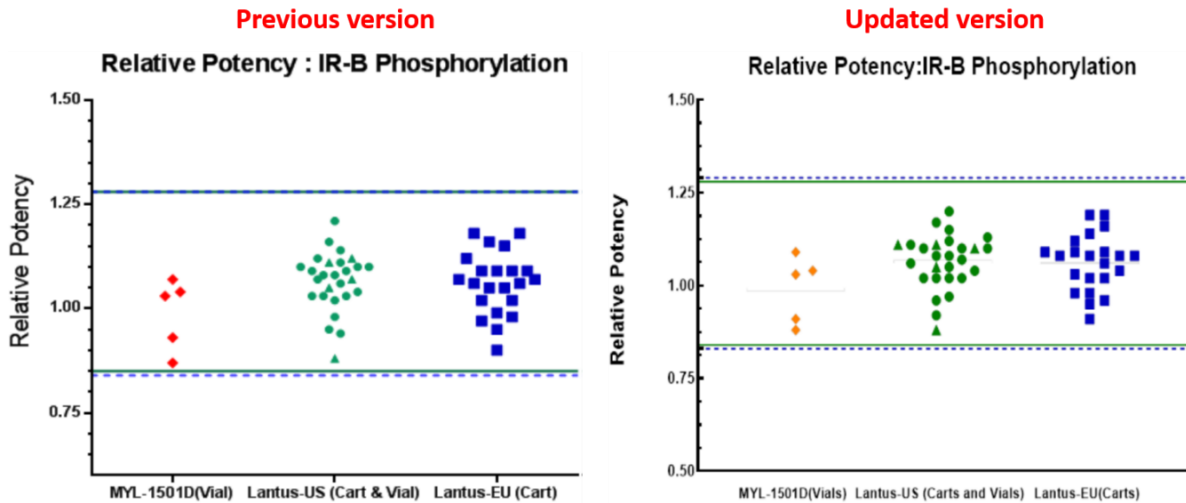 Previous version
Relative Potency : IR-B Phosphorylation
Relative Potency
1.50
1.25
1.00
0.75
MYL-1501D(Vial)
Lantus-US (Cart & Vial)
Lantus-EU (Cart)
Updated version
Relative Potency:IR-B Phosphorylation
Relative Potency
1.50
1.25
1.00
0.75
0.50
MYL-1501D(Vials)
Lantus-US (Carts and Vials)
Lantus-EU(Carts)